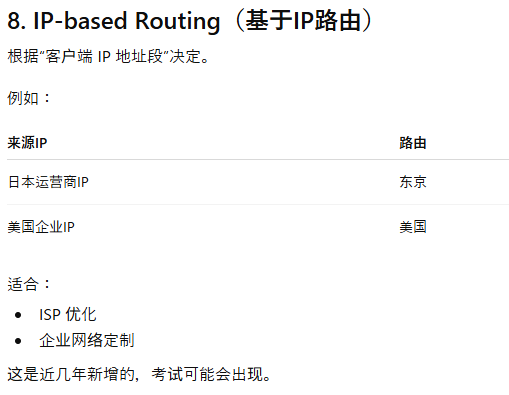 8. IP-based Routing（基于IP路由）
根据“客户端 IP 地址段”决定。
例如：
来源IP 路由
日本运营商IP 东京
美国企业IP 美国
适合：
• ISP 优化
• 企业网络定制
这是近几年新增的，考试可能会出现。